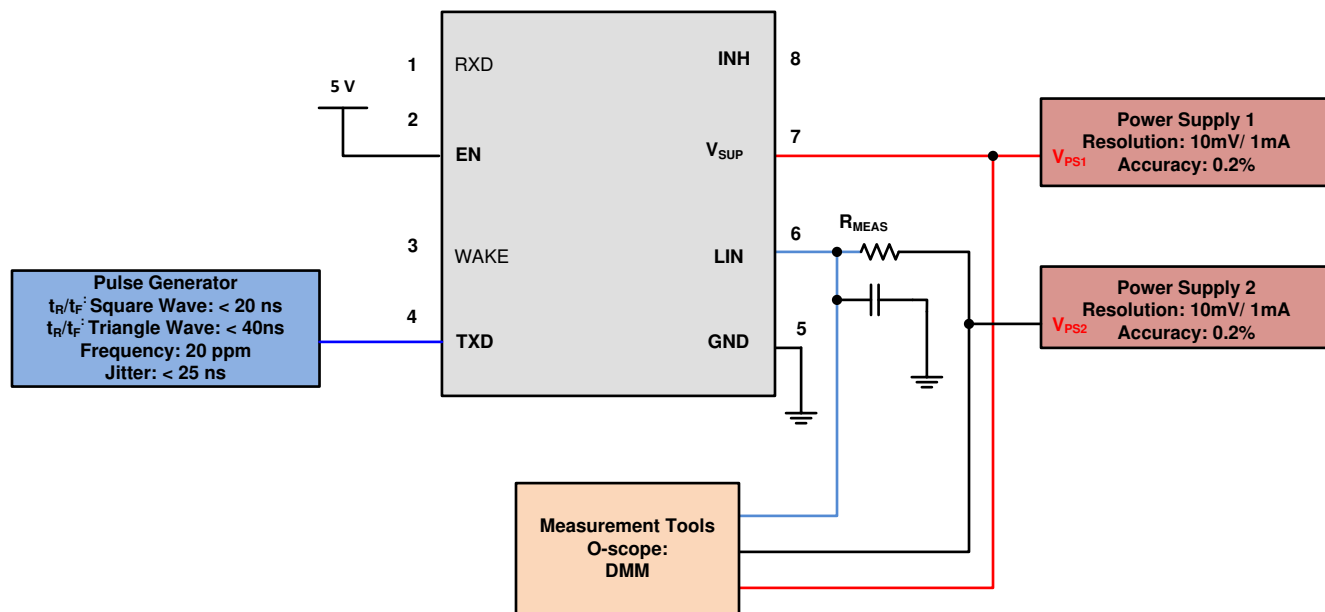 1
RXD
INH
8
5 V
2
EN
7
VSUP
Power Supply 1
Resolution: 10mV/ 1mA
Accuracy: 0.2%
VPS1
RMEAS
6
LIN
3
WAKE
Pulse Generator
tR/tF: Square Wave: < 20 ns
tR/tF: Triangle Wave: < 40ns
Frequency: 20 ppm
Jitter: < 25 ns
4
TXD
5
GND
Power Supply 2
Resolution: 10mV/ 1mA
Accuracy: 0.2%
VPS2
Measurement Tools
O-scope:
DMM